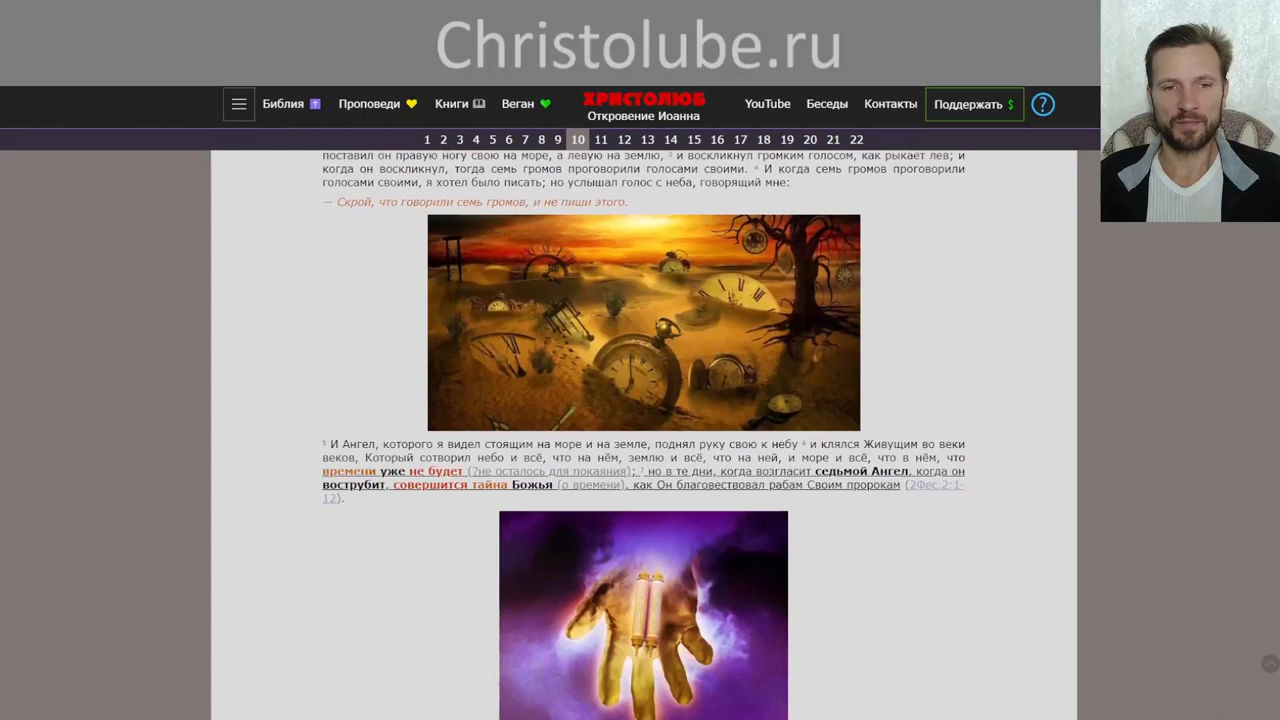 Christolube.ru
Библия
Проповеди
Книги
Веган
ХРИСТОЛЮБ
Откровение Иоанна
YouTube
Беседы
Контакты
Поддержать $
?
1 2 3 4 5 6 7 8 9 10 11 12 13 14 15 16 17 18 19 20 21 22
поставил он правую ногу свою на море, а левую на землю, 3 и воскликнул громким голосом, как рыкает лев; и
когда он воскликнул, тогда семь громов проговорили голосами своими. 4 И когда семь громов проговорили
голосами своими, я хотел было писать; но услышал голос с неба, говорящий мне:
— Скрой, что говорили семь громов, и не пиши этого.
5 И Ангел, которого я видел стоящим на море и на земле, поднял руку свою к небу 6 и клялся Живущим во веки
веков, Который сотворил небо и всё, что на нём, землю и всё, что на ней, и море и всё, что в нём, что
времени уже не будет (?не осталось для покаяния); 7 но в те дни, когда возгласит седьмой Ангел, когда он
вострубит, совершится тайна Божья (о времени), как Он благовествовал рабам Своим пророкам (2Фес.2:1-
12).